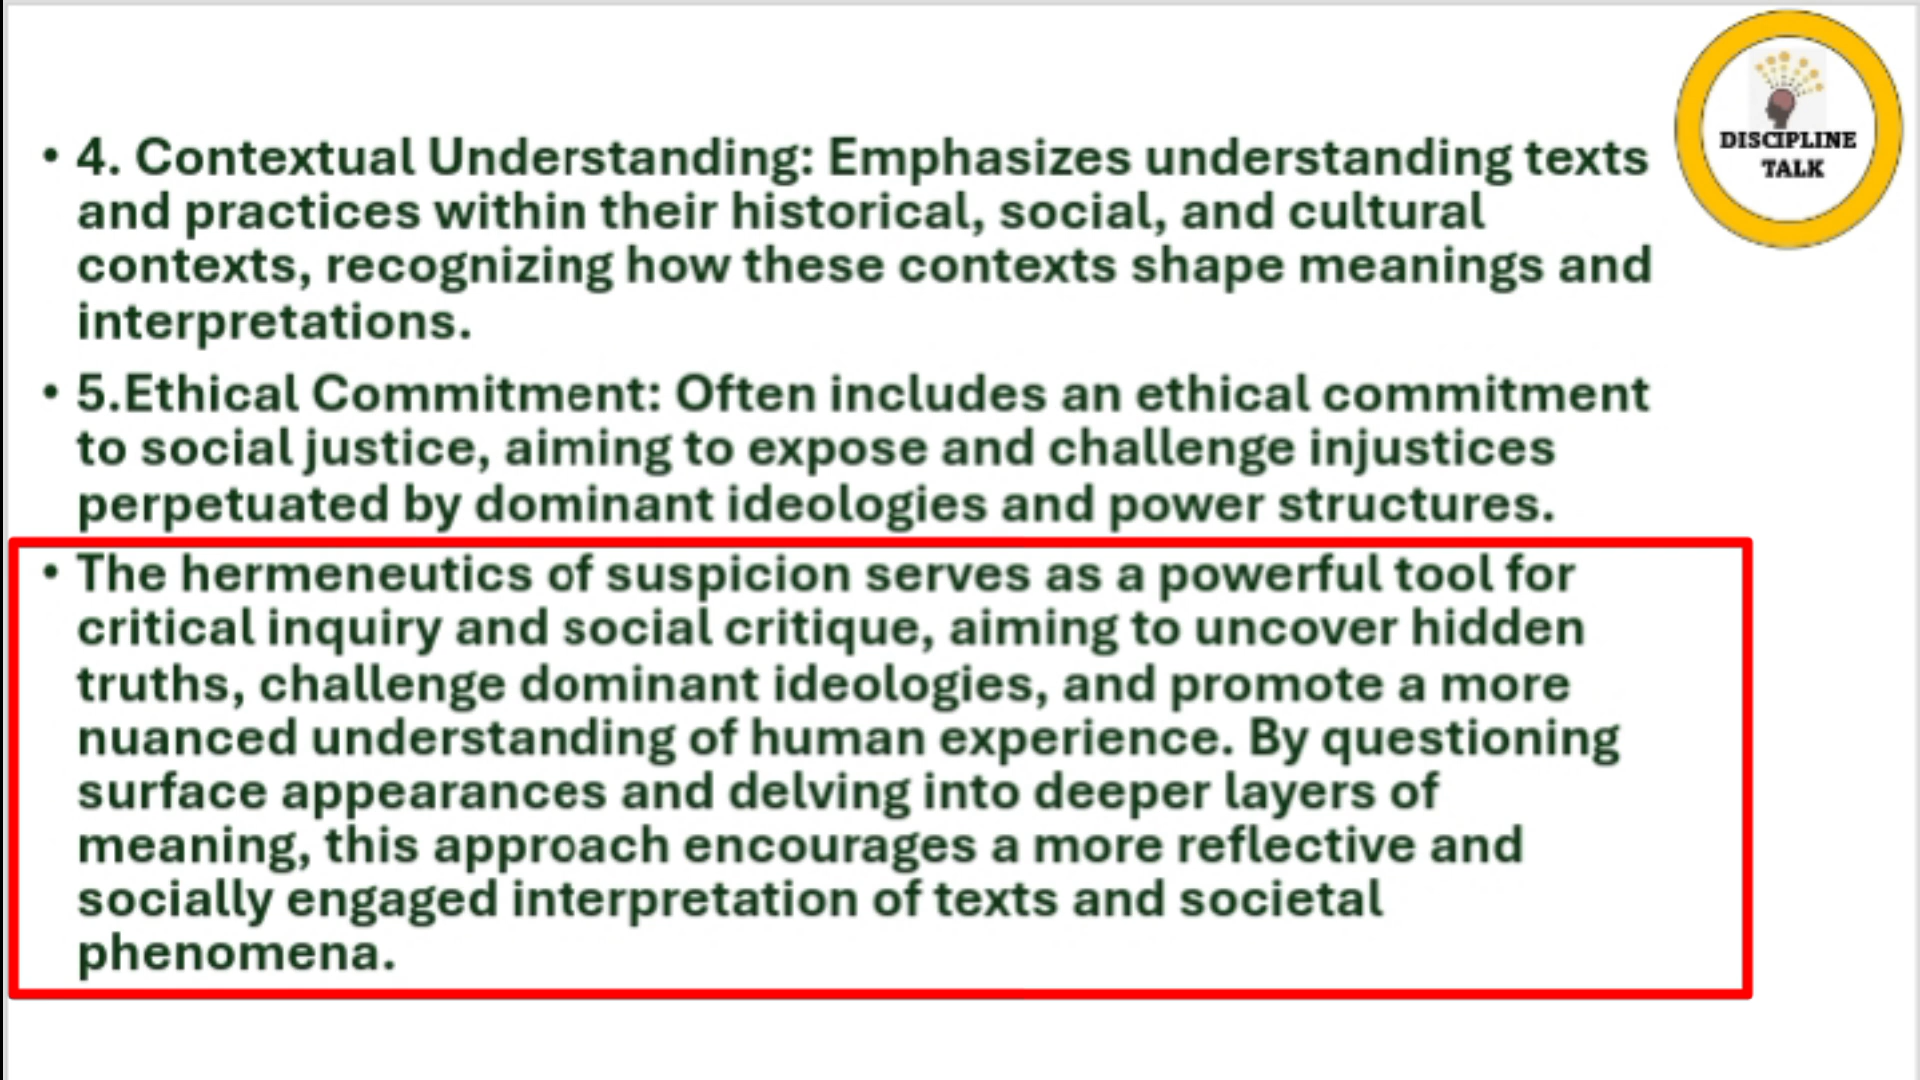 DISCIPLINE
TALK
• 4. Contextual Understanding: Emphasizes understanding texts
and practices within their historical, social, and cultural
contexts, recognizing how these contexts shape meanings and
interpretations.
• 5.Ethical Commitment: Often includes an ethical commitment
to social justice, aiming to expose and challenge injustices
perpetuated by dominant ideologies and power structures.
• The hermeneutics of suspicion serves as a powerful tool for
critical inquiry and social critique, aiming to uncover hidden
truths, challenge dominant ideologies, and promote a more
nuanced understanding of human experience. By questioning
surface appearances and delving into deeper layers of
meaning, this approach encourages a more reflective and
socially engaged interpretation of texts and societal
phenomena.